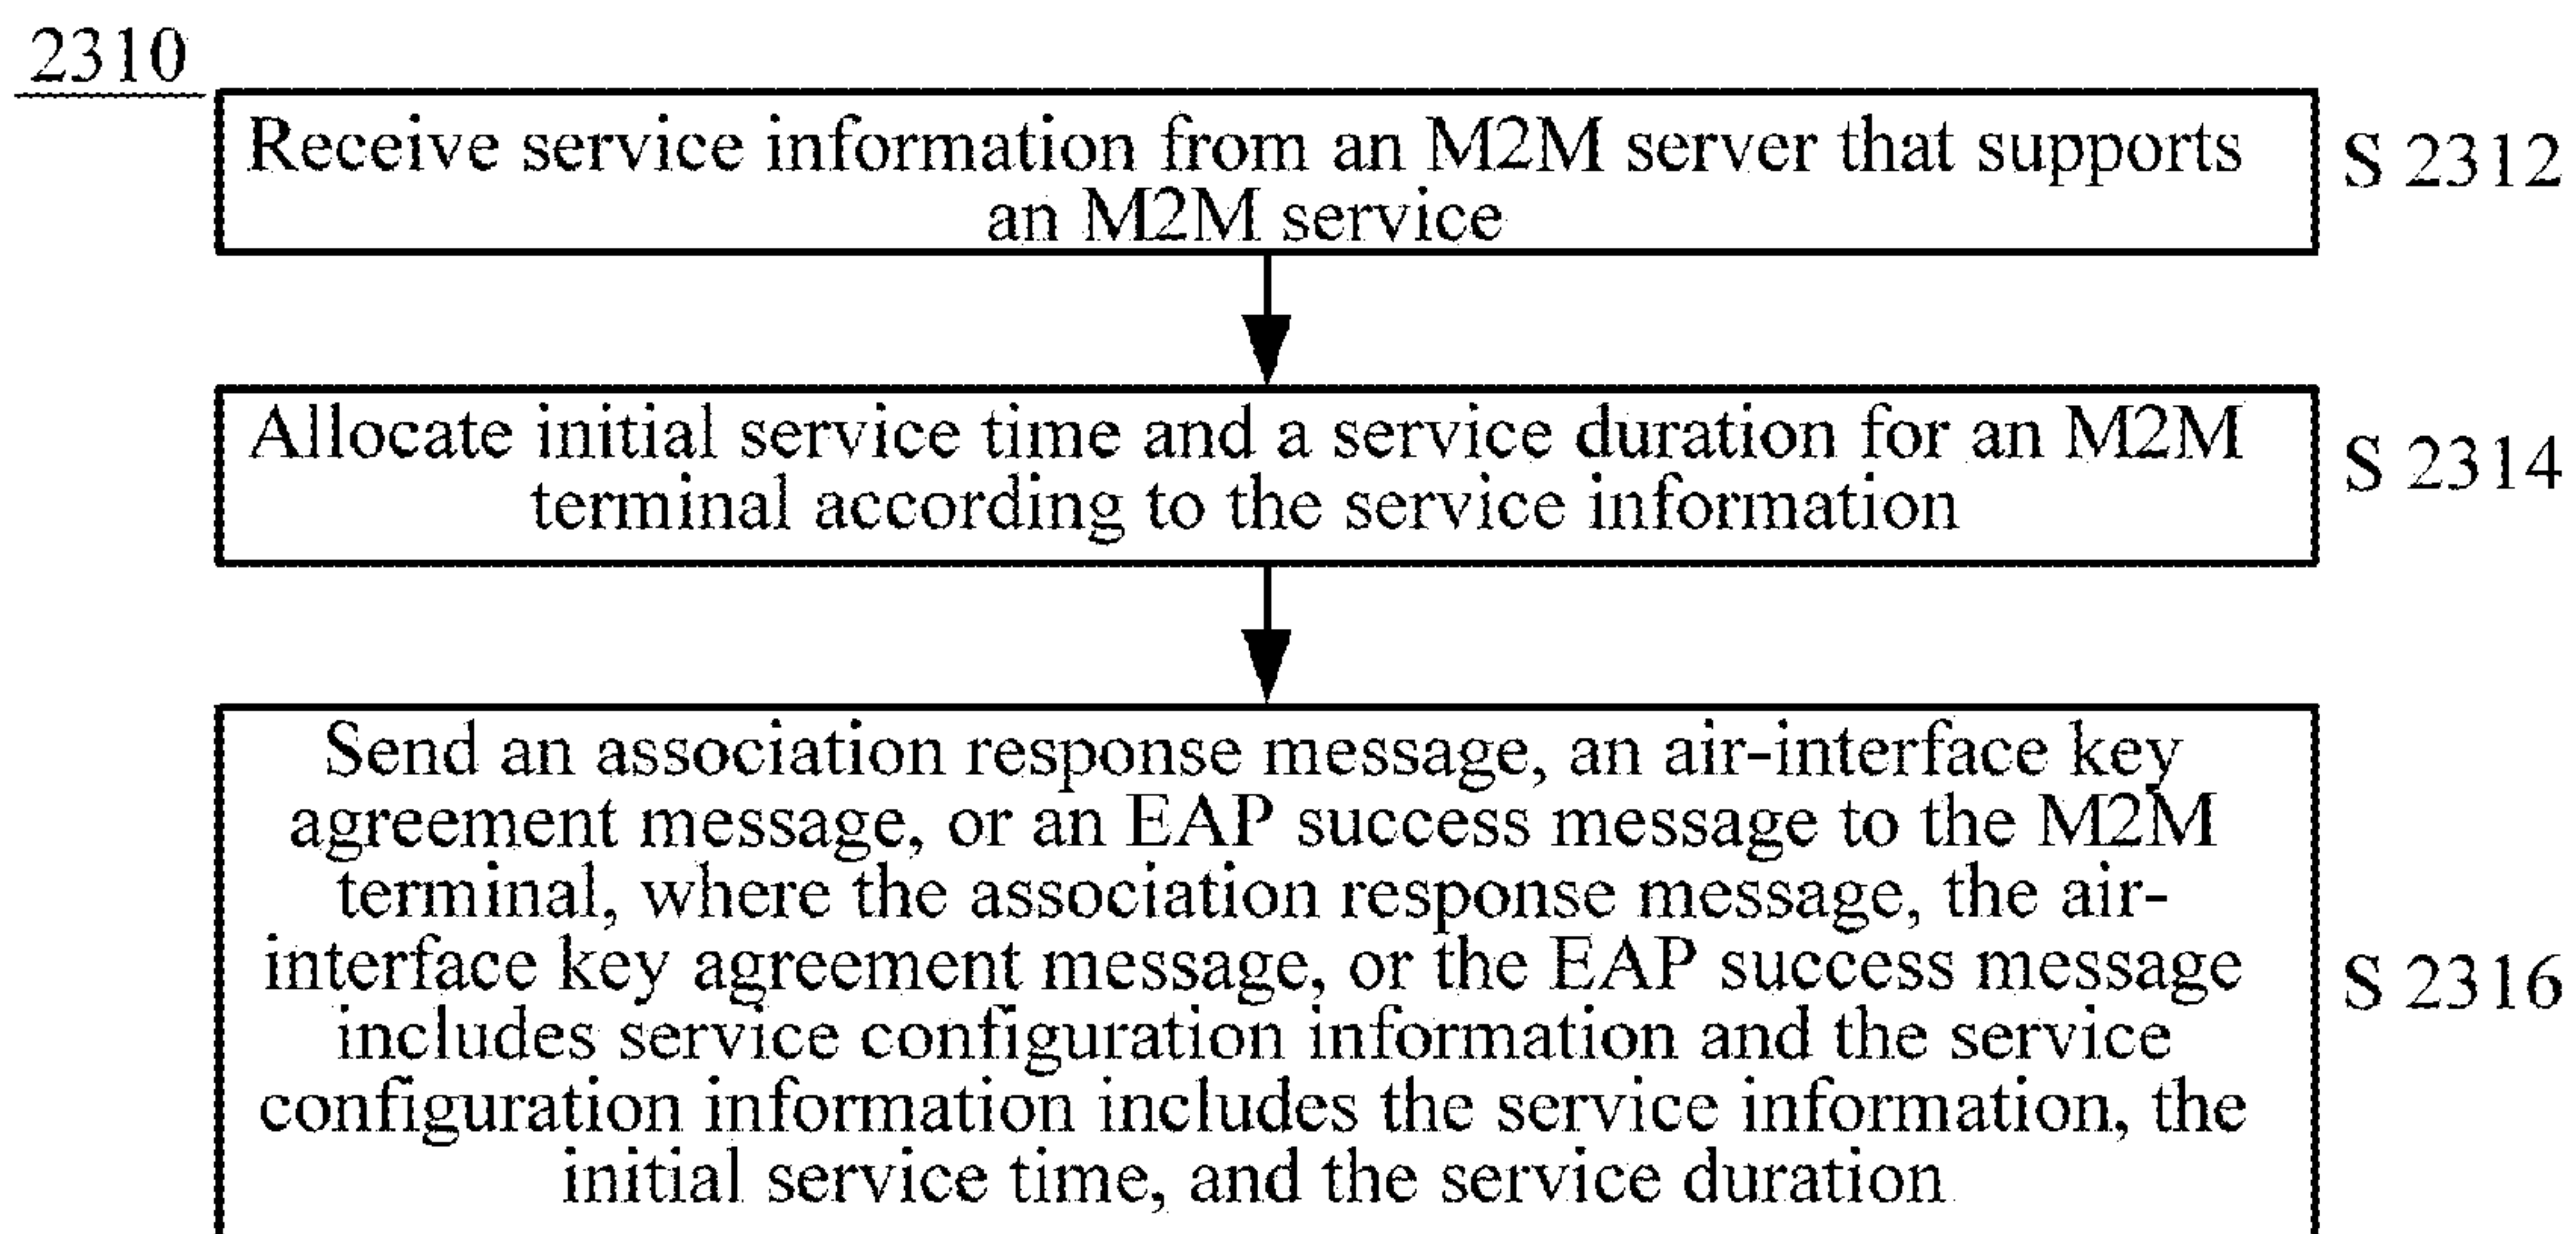 2310
Receive service information from an M2M server that supports
an M2M service
S 2312
Allocate initial service time and a service duration for an M2M
terminal according to the service information
S 2314
Send an association response message, an air-interface key
agreement message, or an EAP success message to the M2M
terminal, where the association response message, the air-
interface key agreement message, or the EAP success message
includes service configuration information and the service
configuration information includes the service information, the
initial service time, and the service duration
S 2316